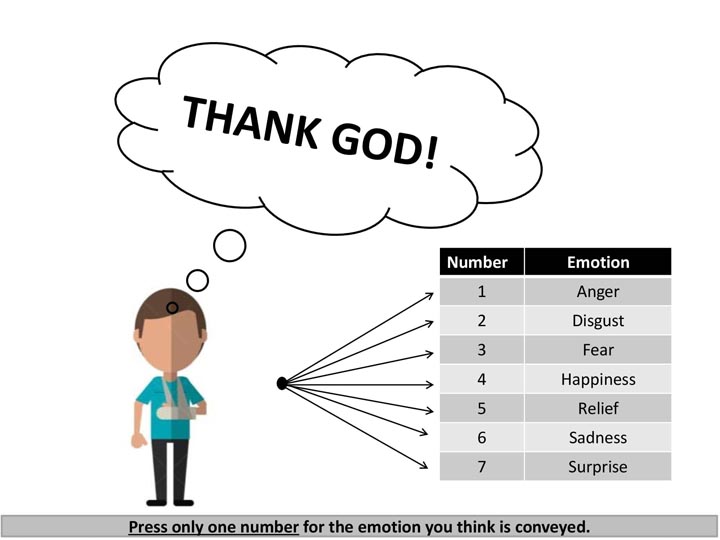 THANK GOD!
Number Emotion
1 Anger
2 Disgust
3 Fear
4 Happiness
5 Relief
6 Sadness
7 Surprise
Press only one number for the emotion you think is conveyed.